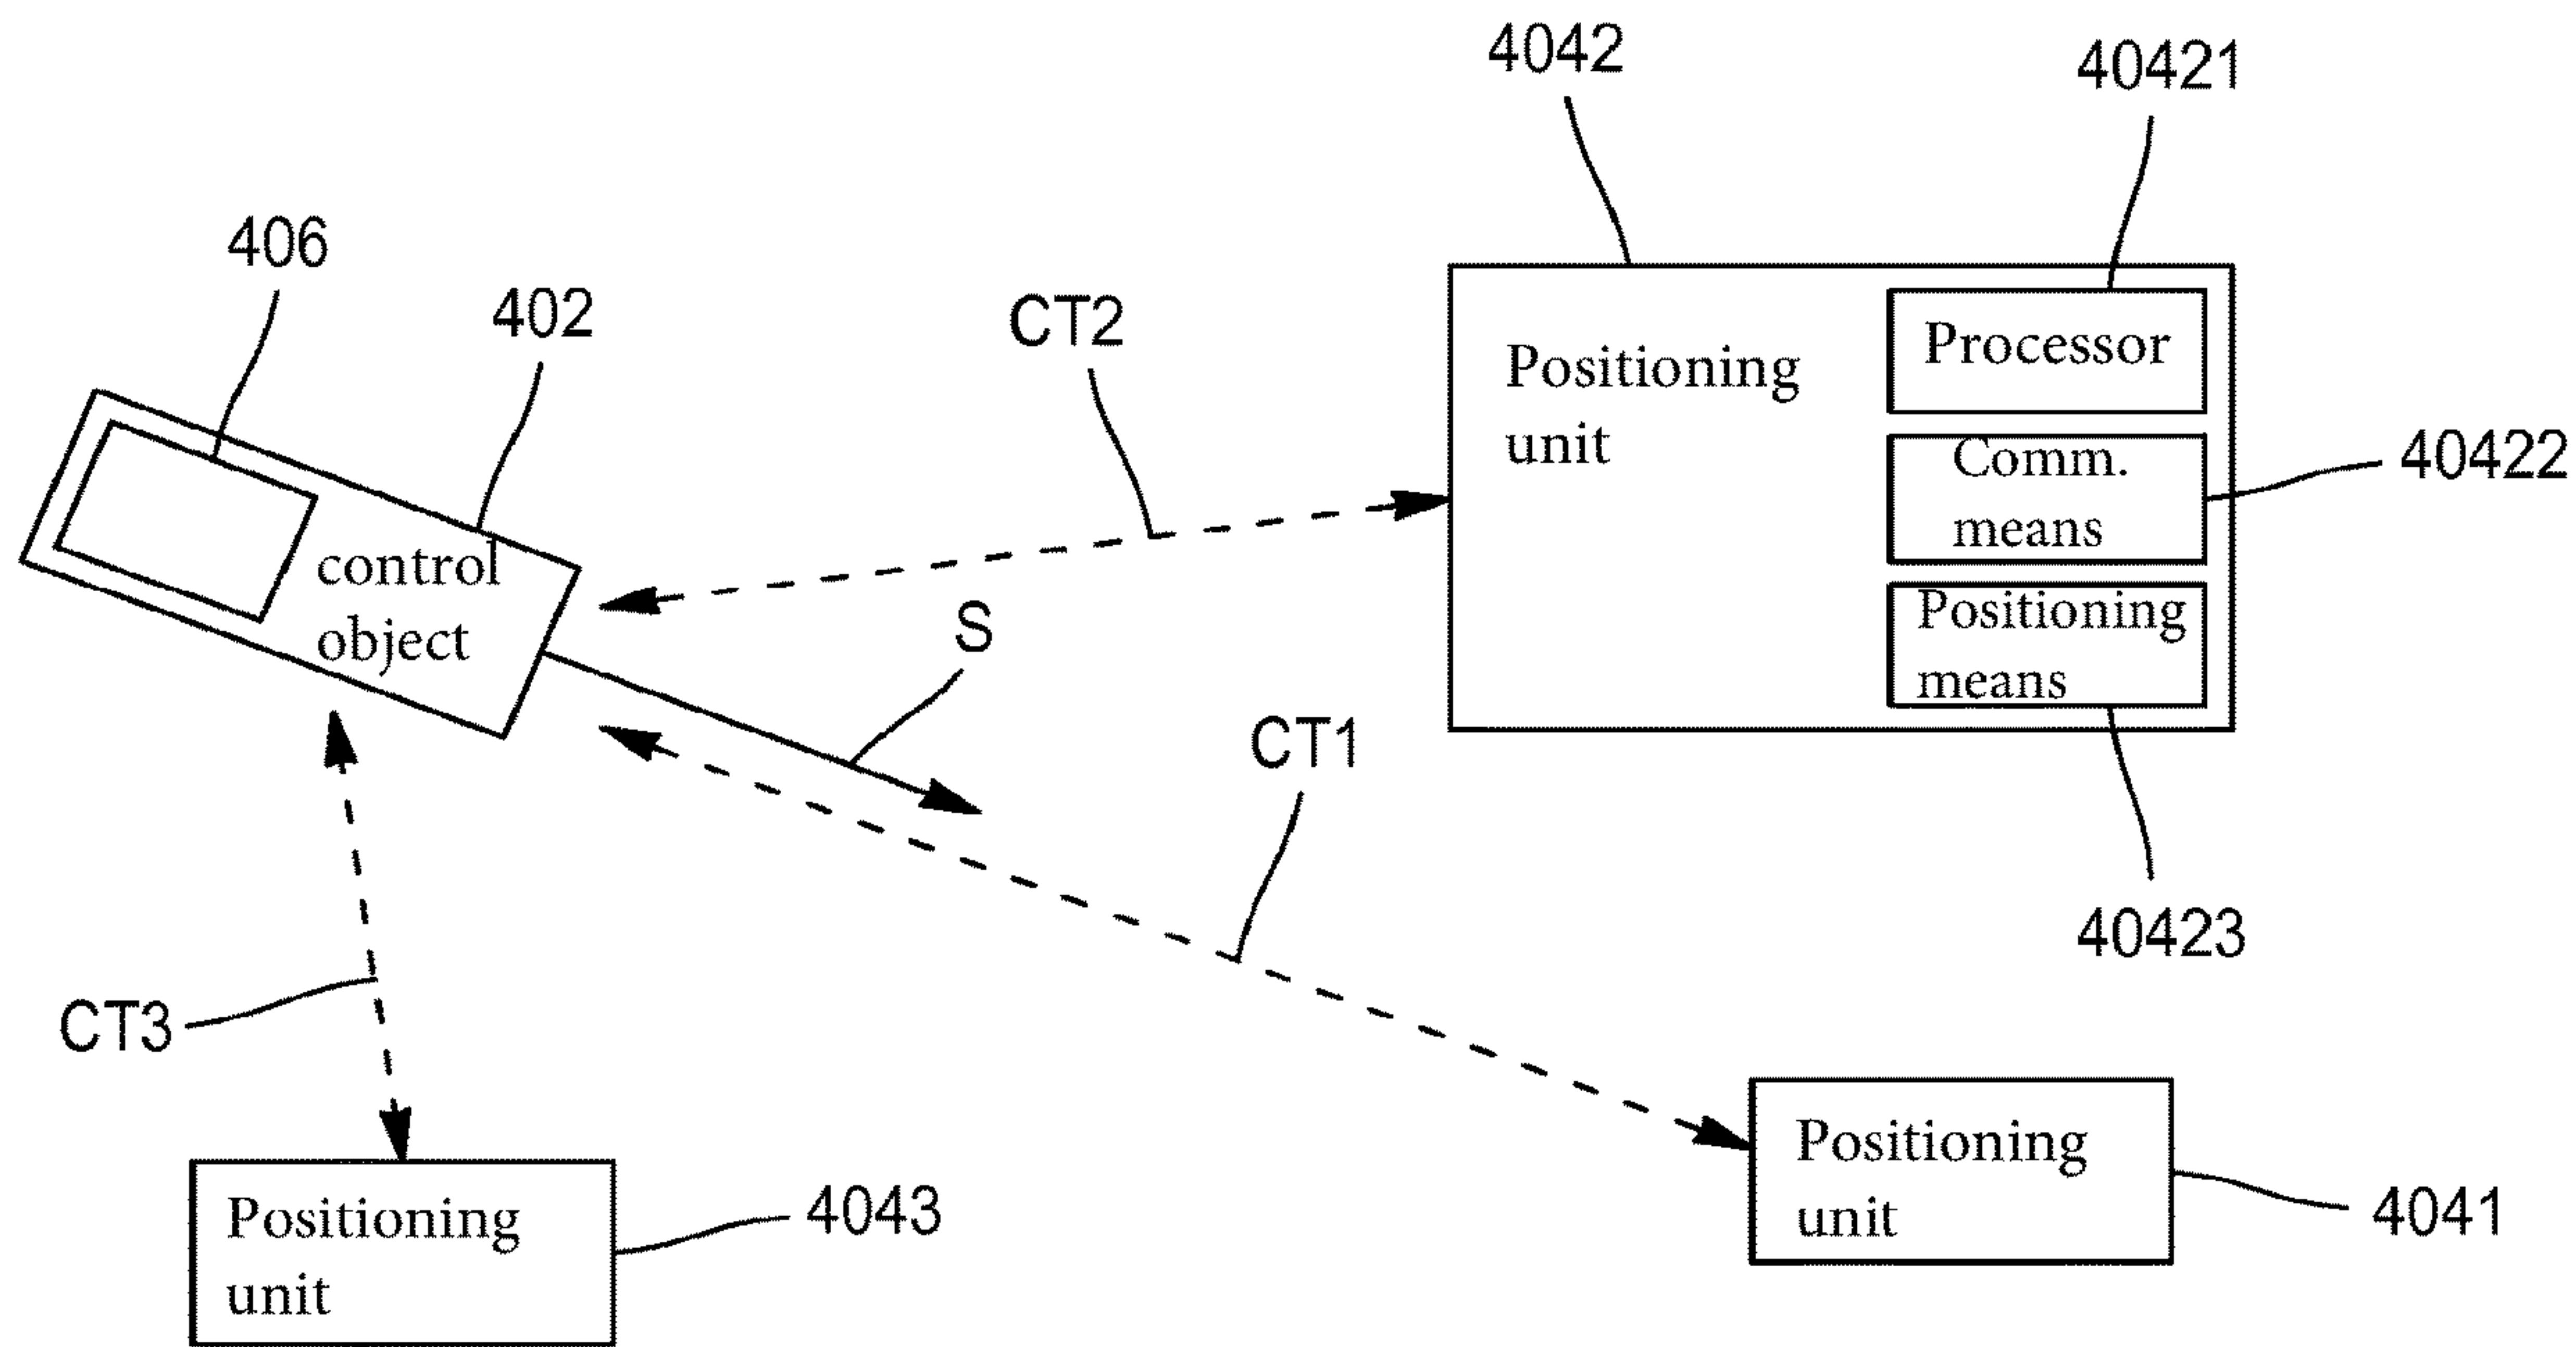 4042
40421
406
402
CT2
Processor
Positioning
unit
Comm.
means
40422
control
object
S
Positioning
means
CT1
40423
CT3
Positioning
unit
4041
Positioning
unit
4043